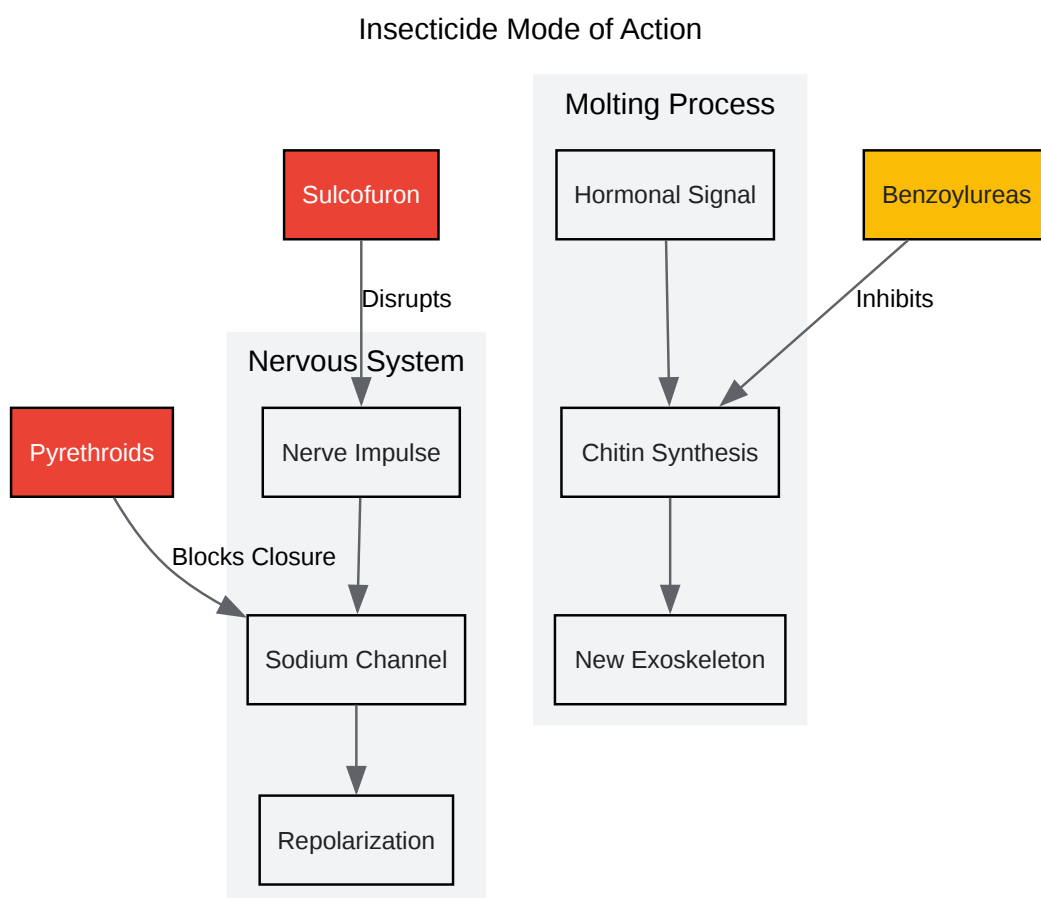 Insecticide Mode of Action
Molting Process
Sulcofuron
Hormonal Signal
Benzoylureas
Disrupts
Inhibits
Nervous System
Pyrethroids
Nerve Impulse
Chitin Synthesis
Blocks Closure
Sodium Channel
New Exoskeleton
Repolarization